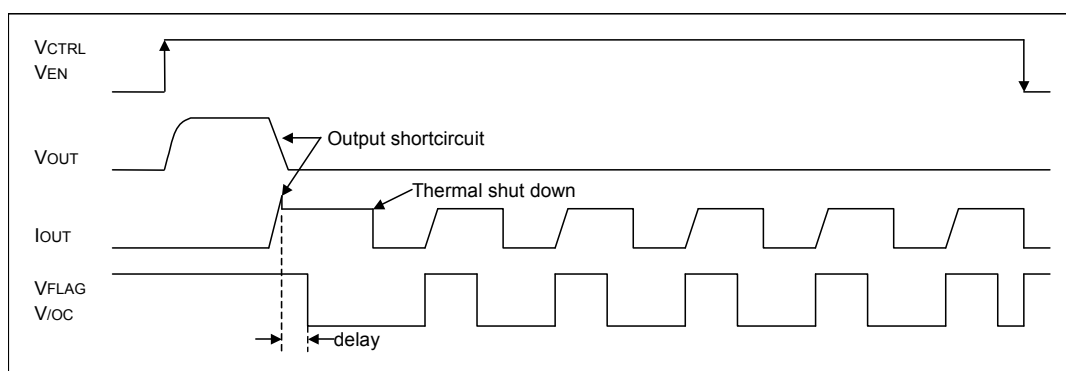 VCTRL
VEN
VOUT
Output shortcircuit
Thermal shut down
IOUT
VFLAG
V/OC
delay